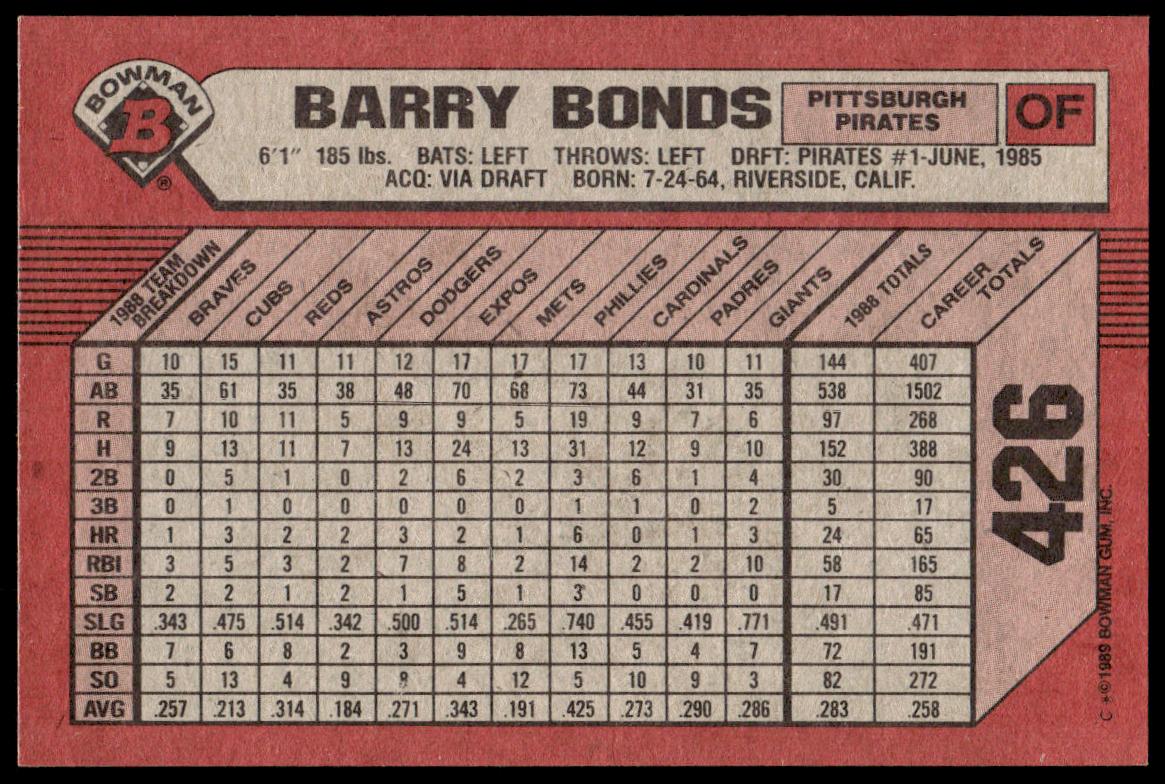 BOWMAN
B
®
BARRY BONDS
PITTSBURGH
PIRATES
OF
6'1" 185 lbs. BATS: LEFT THROWS: LEFT DRFT: PIRATES #1-JUNE, 1985
ACQ: VIA DRAFT BORN: 7-24-64, RIVERSIDE, CALIF.
1988 TEAM BREAKDOWN BRAVES CUBS REDS ASTROS DODGERS EXPOS METS PHILLIES CARDINALS PADRES GIANTS 1988 TOTALS CAREER TOTALS
G 10 15 11 11 12 17 17 17 13 10 11 144 407
AB 35 61 35 38 48 70 68 73 44 31 35 538 1502
R 7 10 11 5 9 9 5 19 9 7 6 97 268
H 9 13 11 7 13 24 13 31 12 9 10 152 388
2B 0 5 1 0 2 6 2 3 6 1 4 30 90
3B 0 1 0 0 0 0 0 1 1 0 2 5 17
HR 1 3 2 2 3 2 1 6 0 1 3 24 65
RBI 3 5 3 2 7 8 2 14 2 2 10 58 165
SB 2 2 1 2 1 5 1 3 0 0 0 17 85
SLG .343 .475 .514 .342 .500 .514 .265 .740 .455 .419 .771 .491 .471
BB 7 6 8 2 3 9 8 13 5 4 7 72 191
SO 5 13 4 9 8 4 12 5 10 9 3 82 272
AVG .257 .213 .314 .184 .271 .343 .191 .425 .273 .290 .286 .283 .258
426
C *©1989 BOWMAN GUM, INC.